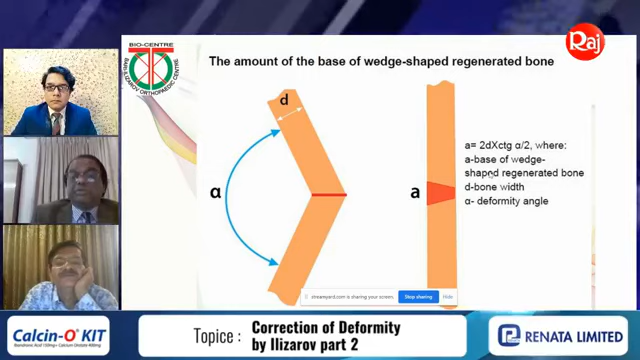 Raj
BIO-CENTRE
BARI-ILIZAROV ORTHOPAEDIC CENTRE
The amount of the base of wedge-shaped regenerated bone
d
α
a
a= 2dXctg α/2, where:
a-base of wedge-
shaped regenerated bone
d-bone width
α- deformity angle
streamyard.com is sharing your screen.
Stop sharing
Hide
Calcin-O KIT
Topice :
Correction of Deformity
by Ilizarov part 2
RENATA LIMITED